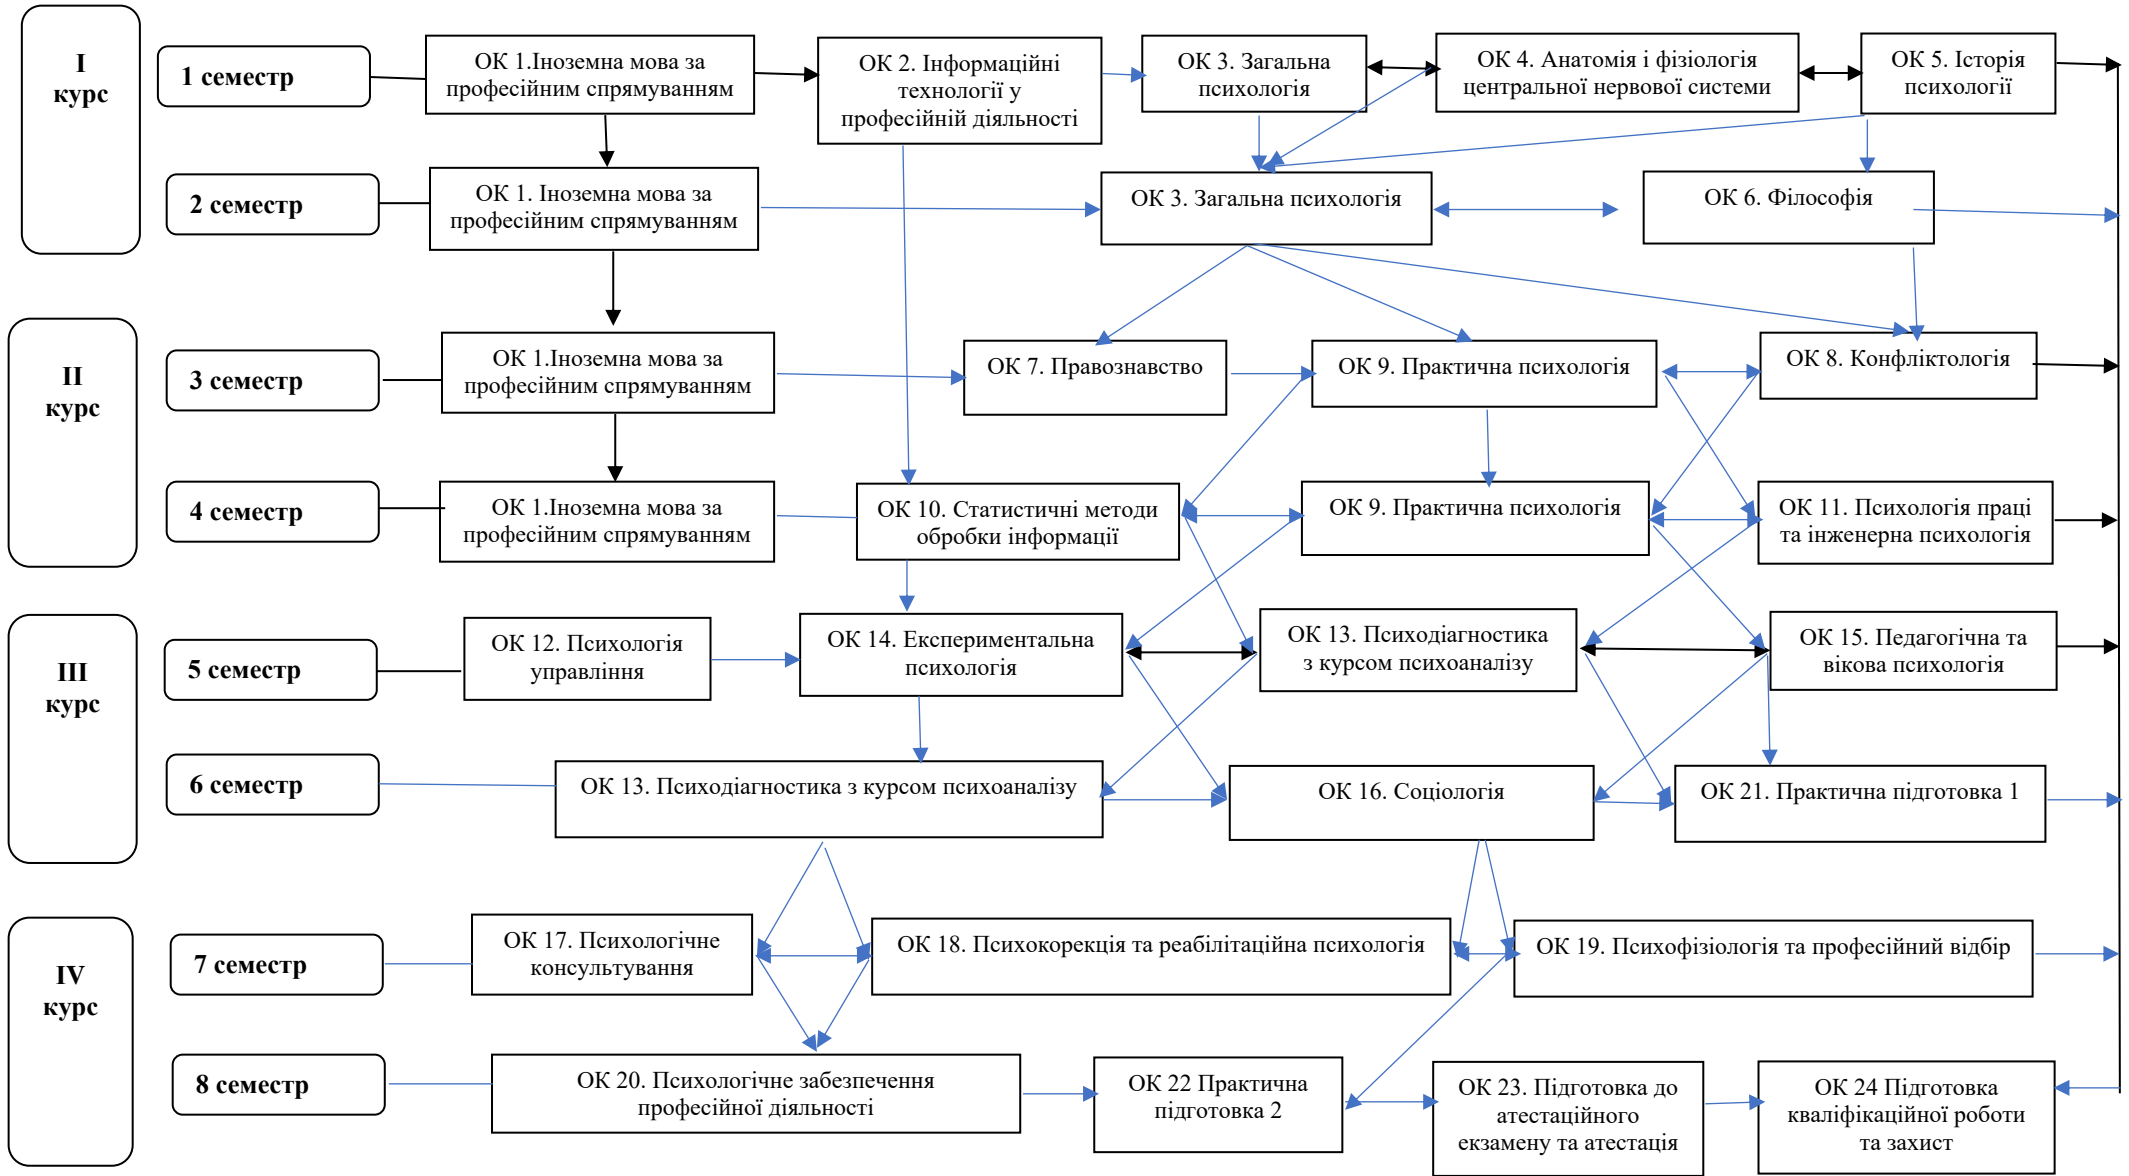 I
курс
1 семестр
ОК 1.Іноземна мова за
професійним спрямуванням
ОК 2. Інформаційні
технології у
професійній діяльності
ОК 3. Загальна
психологія
ОК 4. Анатомія і фізіологія
центральної нервової системи
ОК 5. Історія
психології
2 семестр
ОК 1. Іноземна мова за
професійним спрямуванням
ОК 3. Загальна психологія
ОК 6. Філософія
II
курс
3 семестр
ОК 1.Іноземна мова за
професійним спрямуванням
ОК 7. Правознавство
ОК 9. Практична психологія
ОК 8. Конфліктологія
4 семестр
ОК 1.Іноземна мова за
професійним спрямуванням
ОК 10. Статистичні методи
обробки інформації
ОК 9. Практична психологія
ОК 11. Психологія праці
та інженерна психологія
III
курс
5 семестр
ОК 12. Психологія
управління
ОК 14. Експериментальна
психологія
ОК 13. Психодіагностика
з курсом психоаналізу
ОК 15. Педагогічна та
вікова психологія
6 семестр
ОК 13. Психодіагностика з курсом психоаналізу
ОК 16. Соціологія
ОК 21. Практична підготовка 1
IV
курс
7 семестр
ОК 17. Психологічне
консультування
ОК 18. Психокорекція та реабілітаційна психологія
ОК 19. Психофізіологія та професійний відбір
8 семестр
ОК 20. Психологічне забезпечення
професійної діяльності
ОК 22 Практична
підготовка 2
ОК 23. Підготовка до
атестаційного
екзамену та атестація
ОК 24 Підготовка
кваліфікаційної роботи
та захист